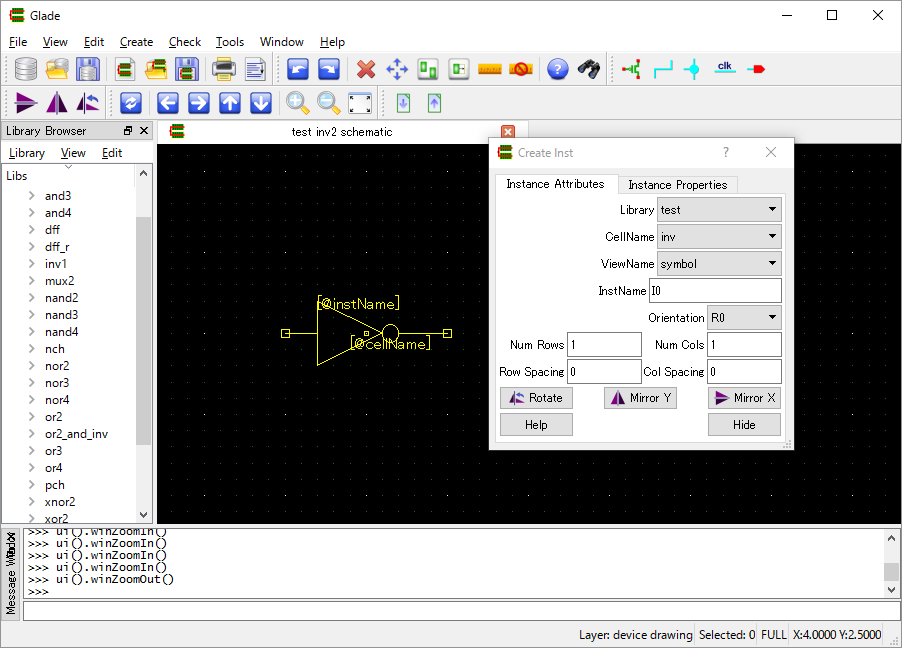 Glade
File View Edit Create Check Tools Window Help
clk
Library Browser
test inv2 schematic
Library View Edit
Libs
and3
and4
dff
dff_r
inv1
mux2
nand2
nand3
nand4
nch
nor2
nor3
nor4
or2
or2_and_inv
or3
or4
pch
xnor2
xor2
[@instName]
[@cellName]
Create Inst
Instance Attributes Instance Properties
Library test
CellName inv
ViewName symbol
InstName I0
Orientation R0
Num Rows 1 Num Cols 1
Row Spacing 0 Col Spacing 0
Rotate Mirror Y Mirror X
Help Hide
Message Window
>>> ui().winZoomIn()
>>> ui().winZoomIn()
>>> ui().winZoomIn()
>>> ui().winZoomIn()
>>> ui().winZoomOut()
>>>
Layer: device drawing Selected: 0 FULL X:4.0000 Y:2.5000